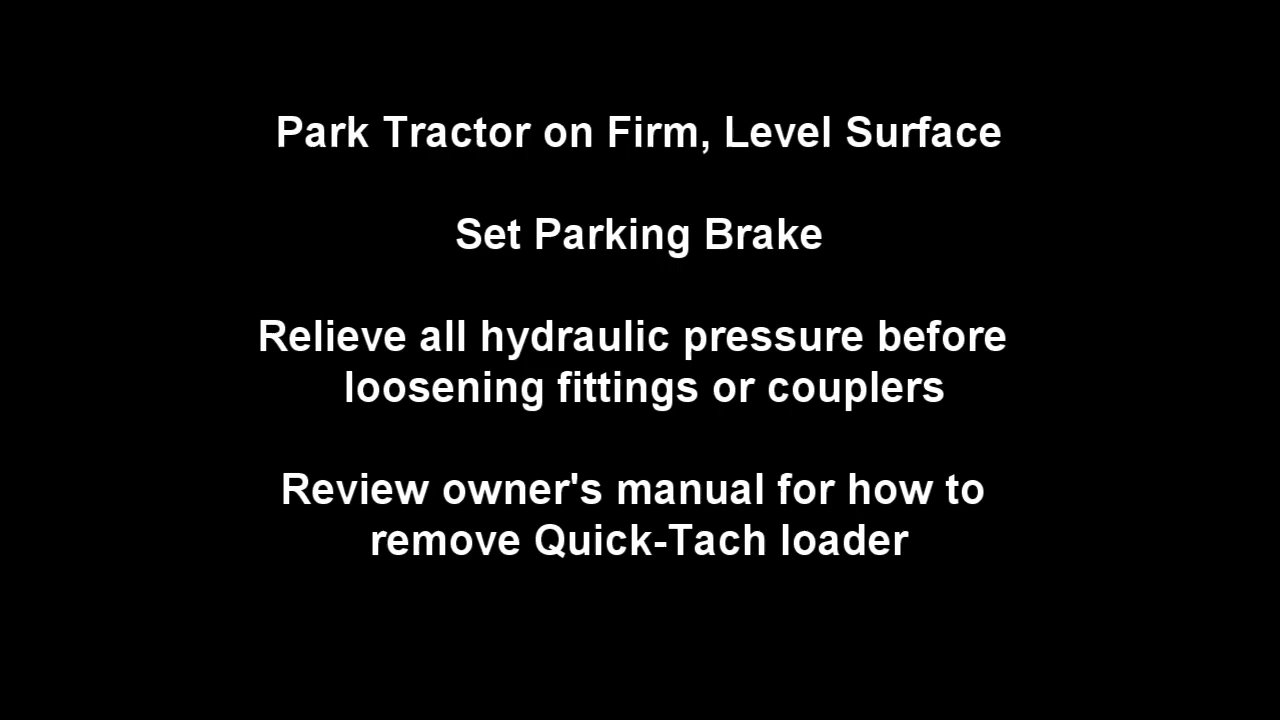 Park Tractor on Firm, Level Surface
Set Parking Brake
Relieve all hydraulic pressure before
loosening fittings or couplers
Review owner's manual for how to
remove Quick-Tach loader